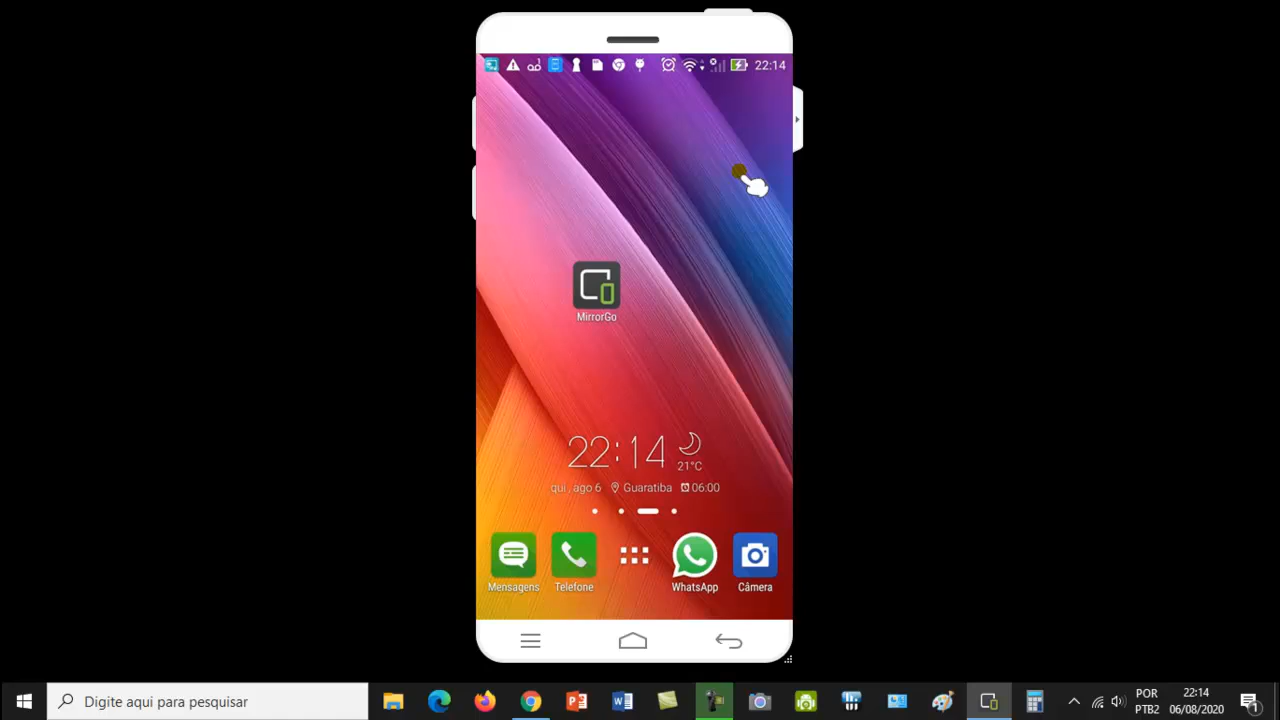 22:14
MirrorGo
22:14
21°C
qui , ago 6 Guaratiba 06:00
Mensagens Telefone WhatsApp Câmera
Digite aqui para pesquisar
POR
PTB2
22:14
06/08/2020
1